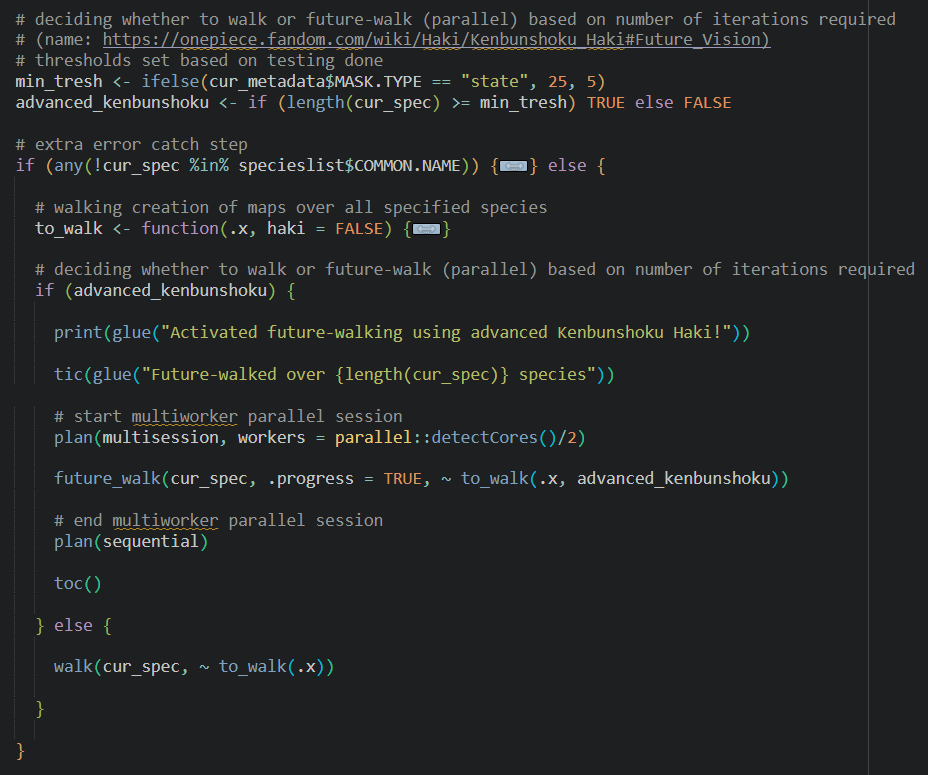 # deciding whether to walk or future-walk (parallel) based on number of iterations required
# (name: https://onepiece.fandom.com/wiki/Haki/Kenbunshoku_Haki#Future_Vision)
# thresholds set based on testing done
min_tresh <- ifelse(cur_metadata$MASK.TYPE == "state", 25, 5)
advanced_kenbunshoku <- if (length(cur_spec) >= min_tresh) TRUE else FALSE
# extra error catch step
if (any(!cur_spec %in% specieslist$COMMON.NAME)) {} else {
# walking creation of maps over all specified species
to_walk <- function(.x, haki = FALSE) {}
# deciding whether to walk or future-walk (parallel) based on number of iterations required
if (advanced_kenbunshoku) {
print(glue("Activated future-walking using advanced Kenbunshoku Haki!"))
tic(glue("Future-walked over {length(cur_spec)} species"))
# start multiworker parallel session
plan(multisession, workers = parallel::detectCores()/2)
future_walk(cur_spec, .progress = TRUE, ~ to_walk(.x, advanced_kenbunshoku))
# end multiworker parallel session
plan(sequential)
toc()
} else {
walk(cur_spec, ~ to_walk(.x))
}
}